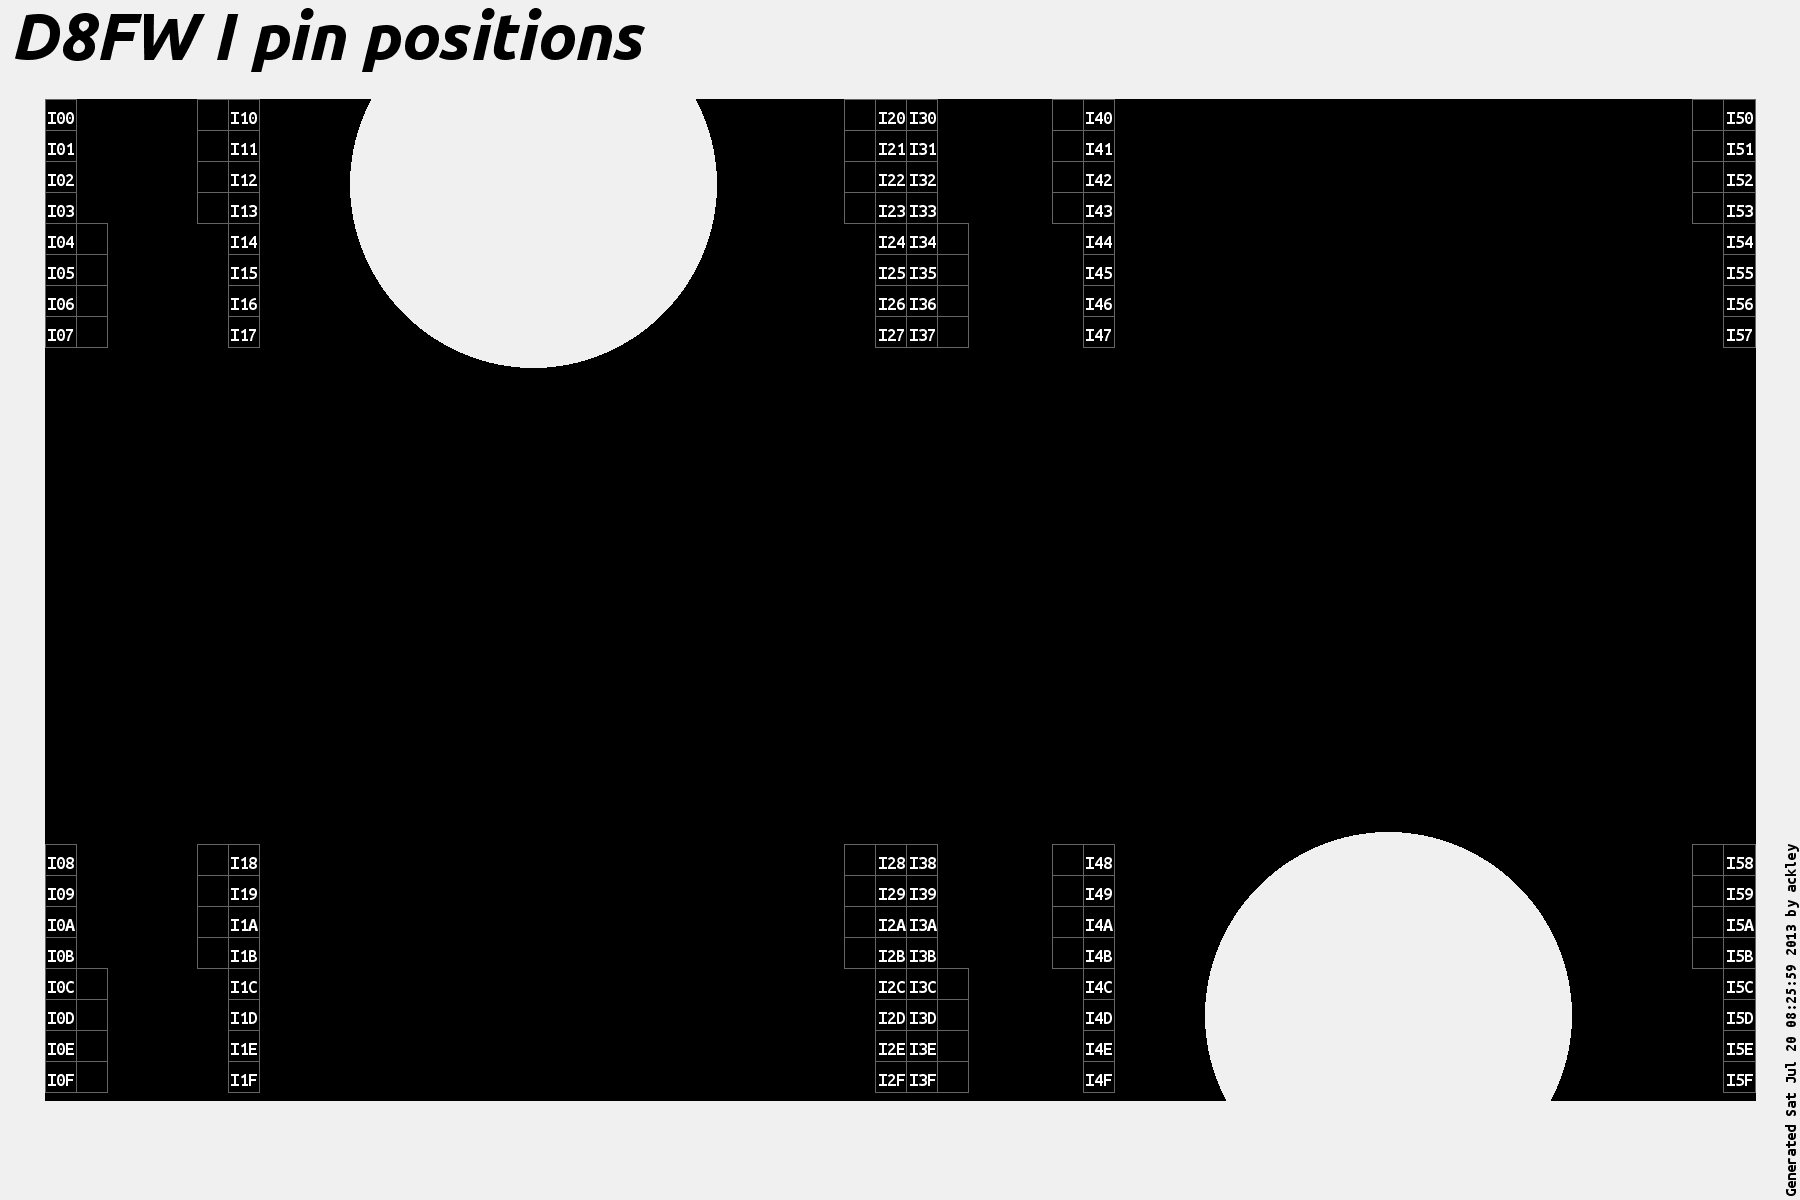 D8FW I pin positions
I00 I10 I20 I30 I40 I50
I01 I11 I21 I31 I41 I51
I02 I12 I22 I32 I42 I52
I03 I13 I23 I33 I43 I53
I04 I14 I24 I34 I44 I54
I05 I15 I25 I35 I45 I55
I06 I16 I26 I36 I46 I56
I07 I17 I27 I37 I47 I57
I08 I18 I28 I38 I48 I58
I09 I19 I29 I39 I49 I59
I0A I1A I2A I3A I4A I5A
I0B I1B I2B I3B I4B I5B
I0C I1C I2C I3C I4C I5C
I0D I1D I2D I3D I4D I5D
I0E I1E I2E I3E I4E I5E
I0F I1F I2F I3F I4F I5F
Generated Sat Jul 20 08:25:59 2013 by ackley